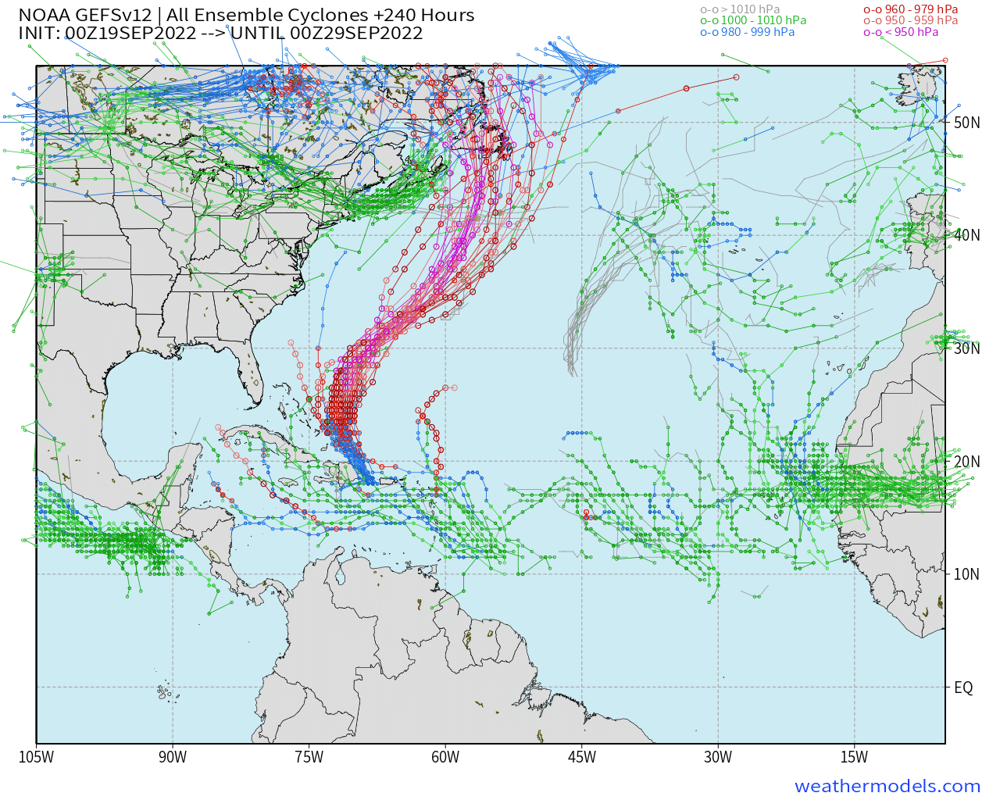 NOAA GEFSv12 | All Ensemble Cyclones +240 Hours
INIT: 00Z19SEP2022 --> UNTIL 00Z29SEP2022
o-o > 1010 hPa
o-o 1000 - 1010 hPa
o-o 980 - 999 hPa
o-o 960 - 979 hPa
o-o 950 - 959 hPa
o-o < 950 hPa
50N
40N
30N
20N
10N
EQ
105W 90W 75W 60W 45W 30W 15W
weathermodels.com